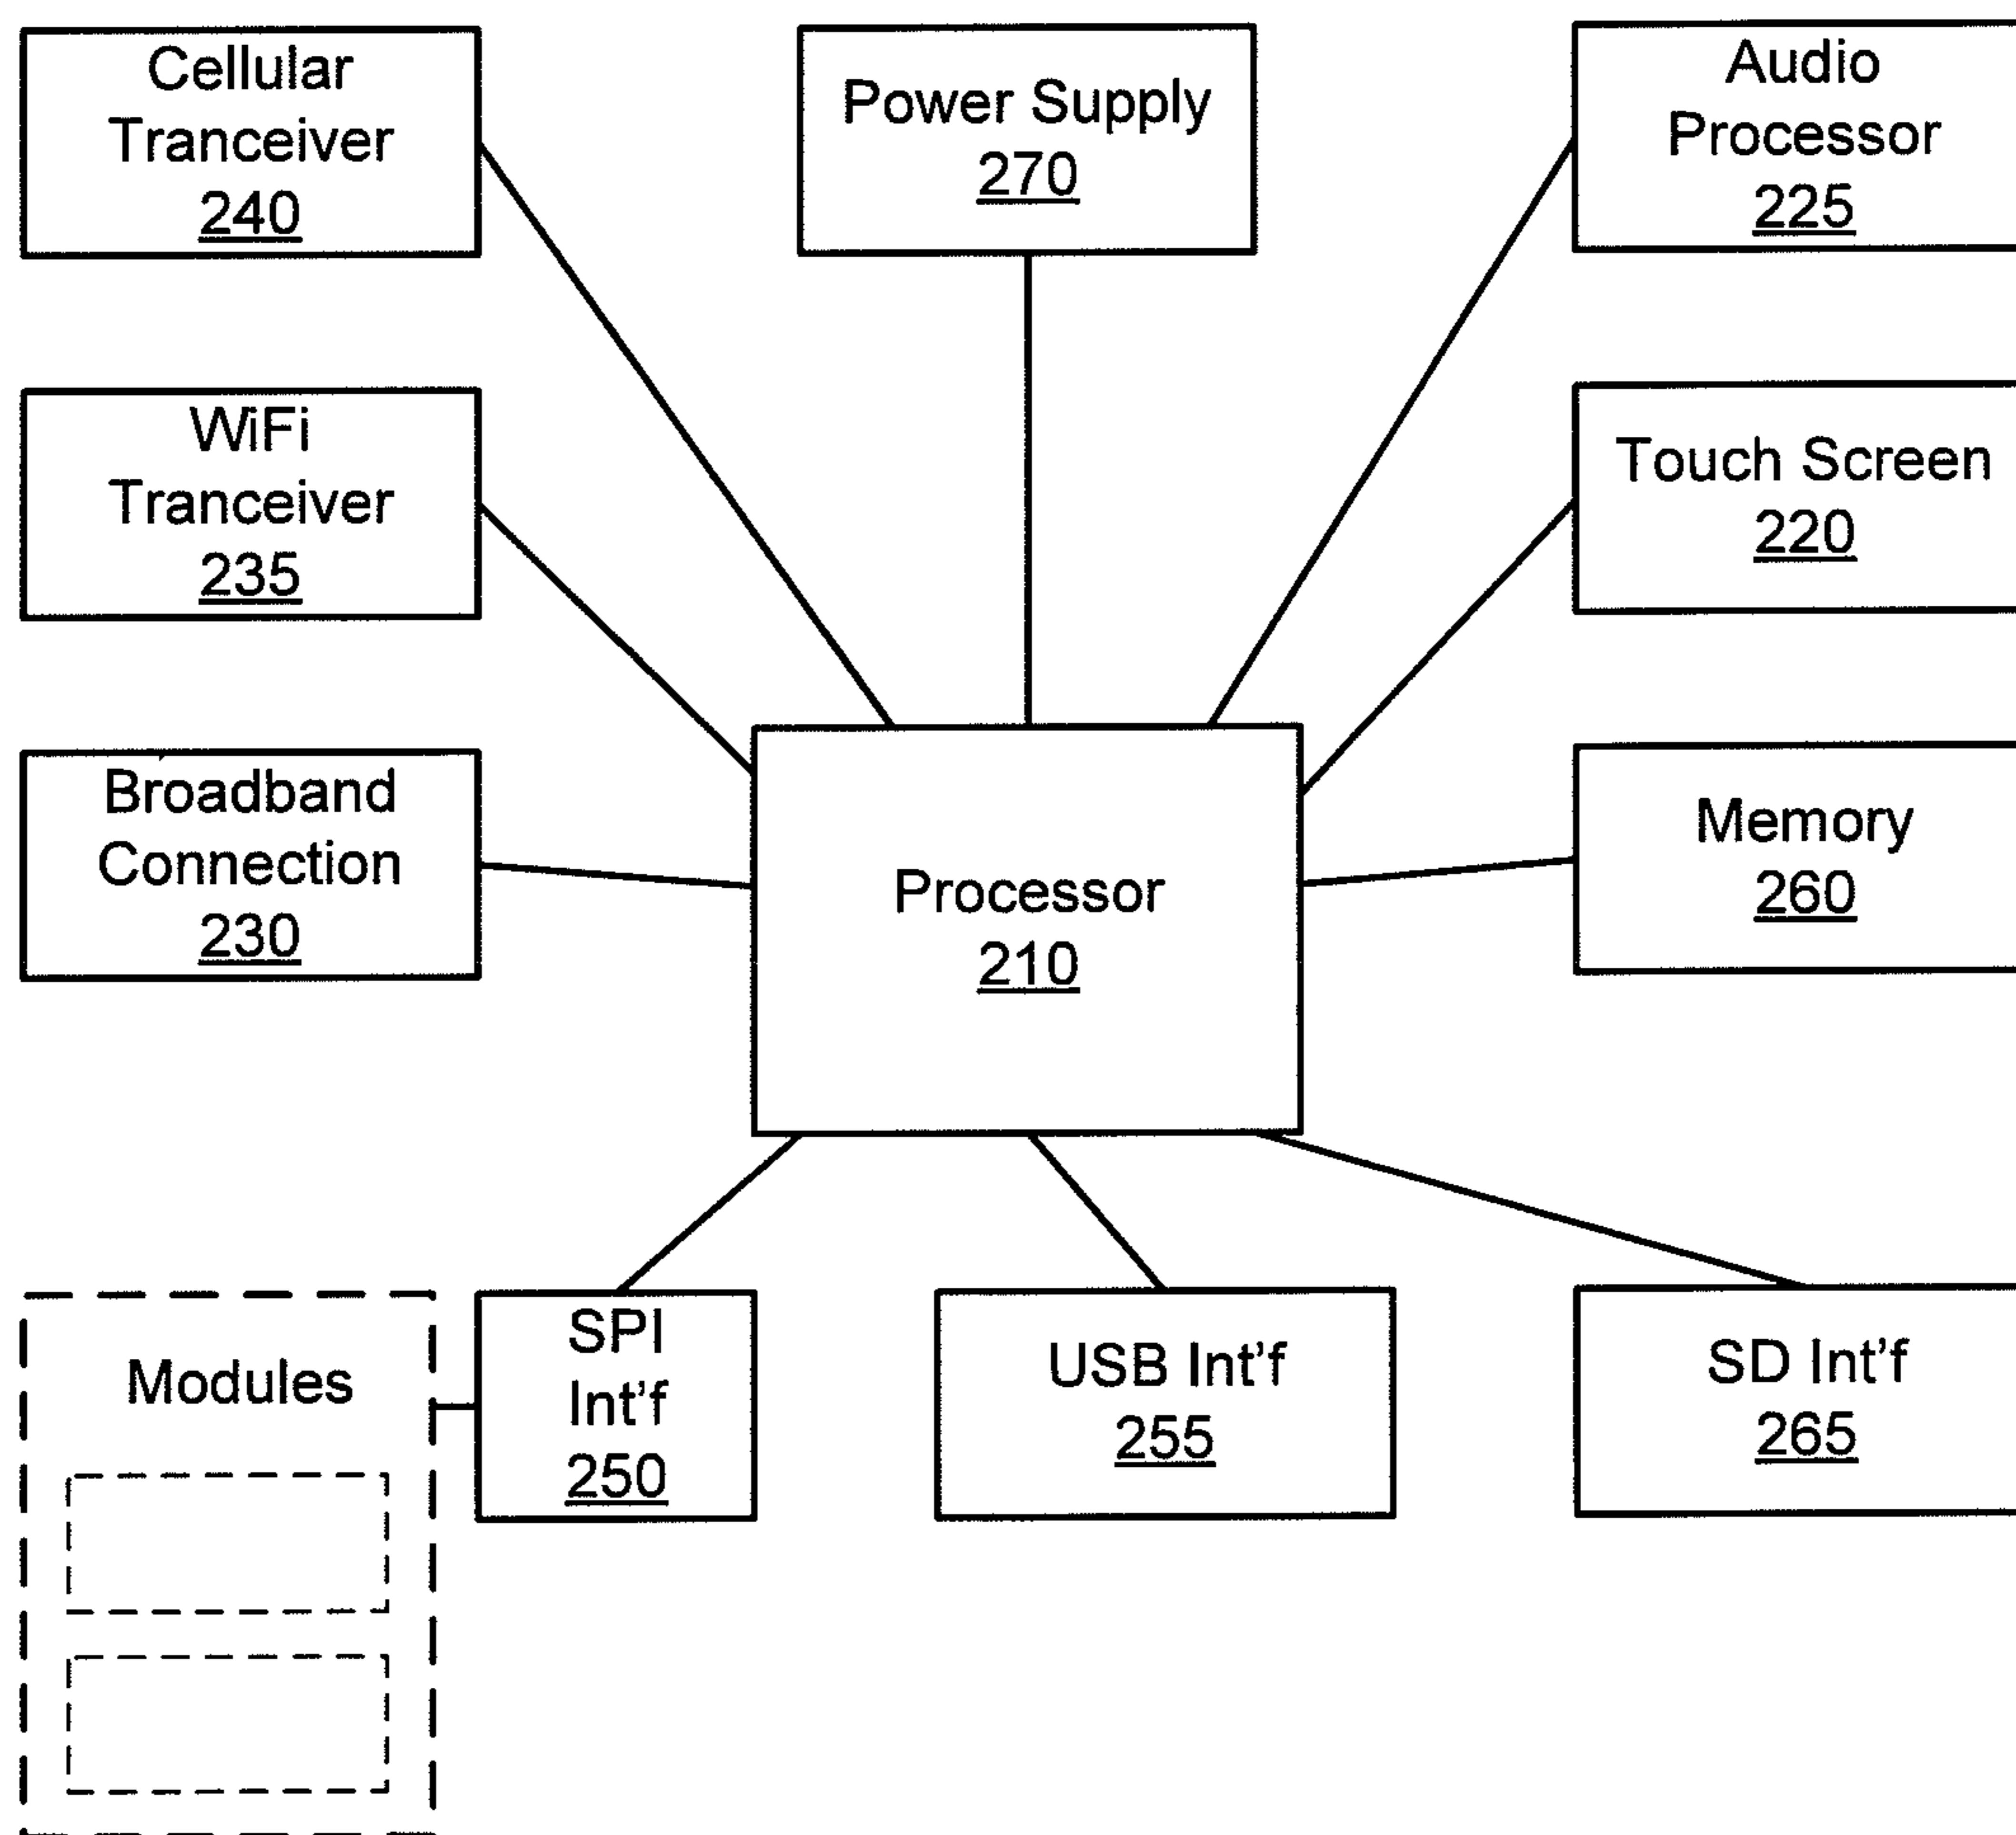 Cellular
Tranceiver
240
Power Supply
270
Audio
Processor
225
WiFi
Tranceiver
235
Touch Screen
220
Broadband
Connection
230
Processor
210
Memory
260
Modules
SPI
Int'f
250
USB Int'f
255
SD Int'f
265